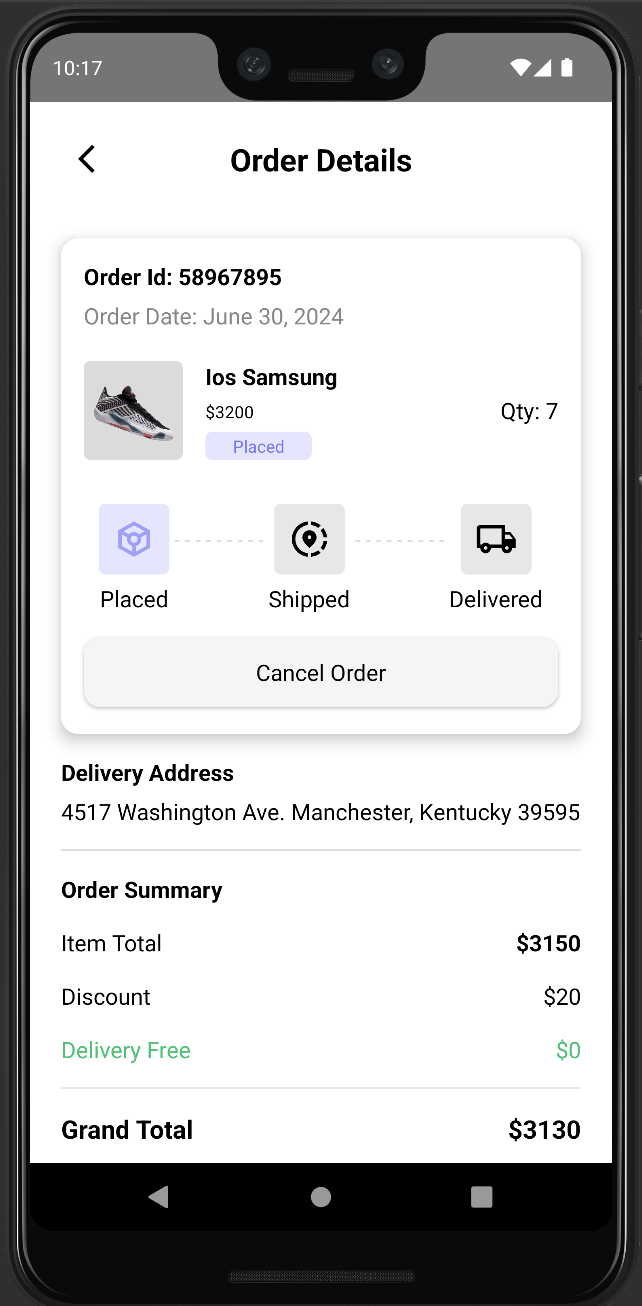 10:17
Order Details
Order Id: 58967895
Order Date: June 30, 2024
Ios Samsung
$3200
Qty: 7
Placed
Placed Shipped Delivered
Cancel Order
Delivery Address
4517 Washington Ave. Manchester, Kentucky 39595
Order Summary
Item Total $3150
Discount $20
Delivery Free $0
Grand Total $3130